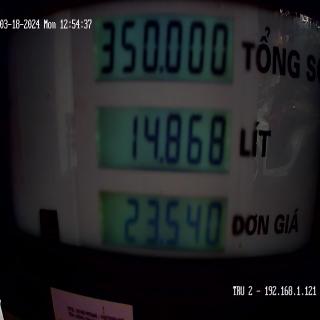 03-18-2024 Mon 12:54:37
350.000 TỔNG S
14.868 LÍT
23.540 ĐƠN GIÁ
TRU 2 - 192.168.1.121